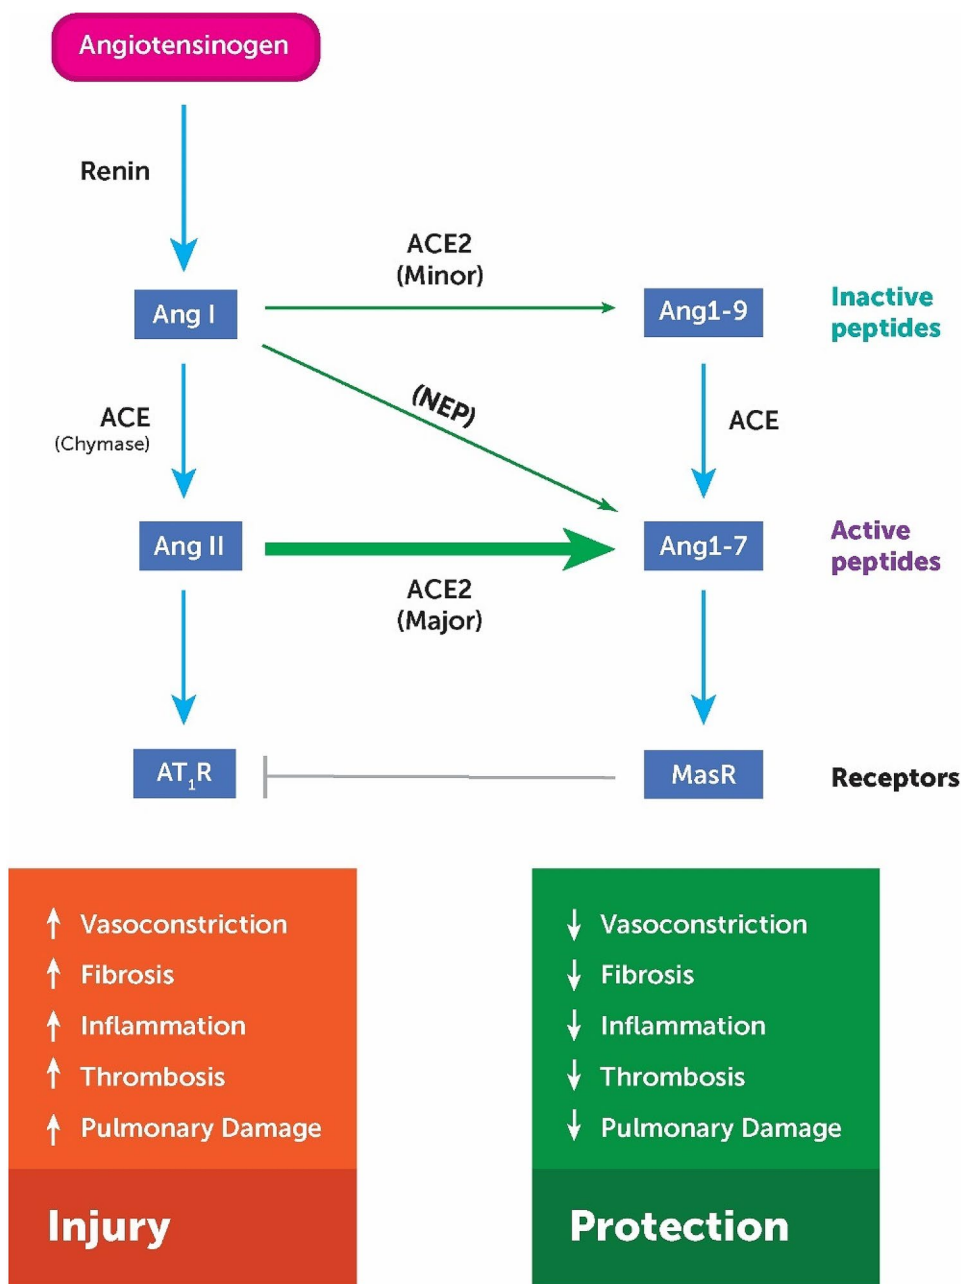 Angiotensinogen
Renin
ACE2
(Minor)
Ang I
Ang1-9
Inactive
peptides
(NEP)
ACE
(Chymase)
ACE
Ang II
Ang1-7
Active
peptides
ACE2
(Major)
AT₁R
MasR
Receptors
↑ Vasoconstriction
↑ Fibrosis
↑ Inflammation
↑ Thrombosis
↑ Pulmonary Damage
Injury
↓ Vasoconstriction
↓ Fibrosis
↓ Inflammation
↓ Thrombosis
↓ Pulmonary Damage
Protection